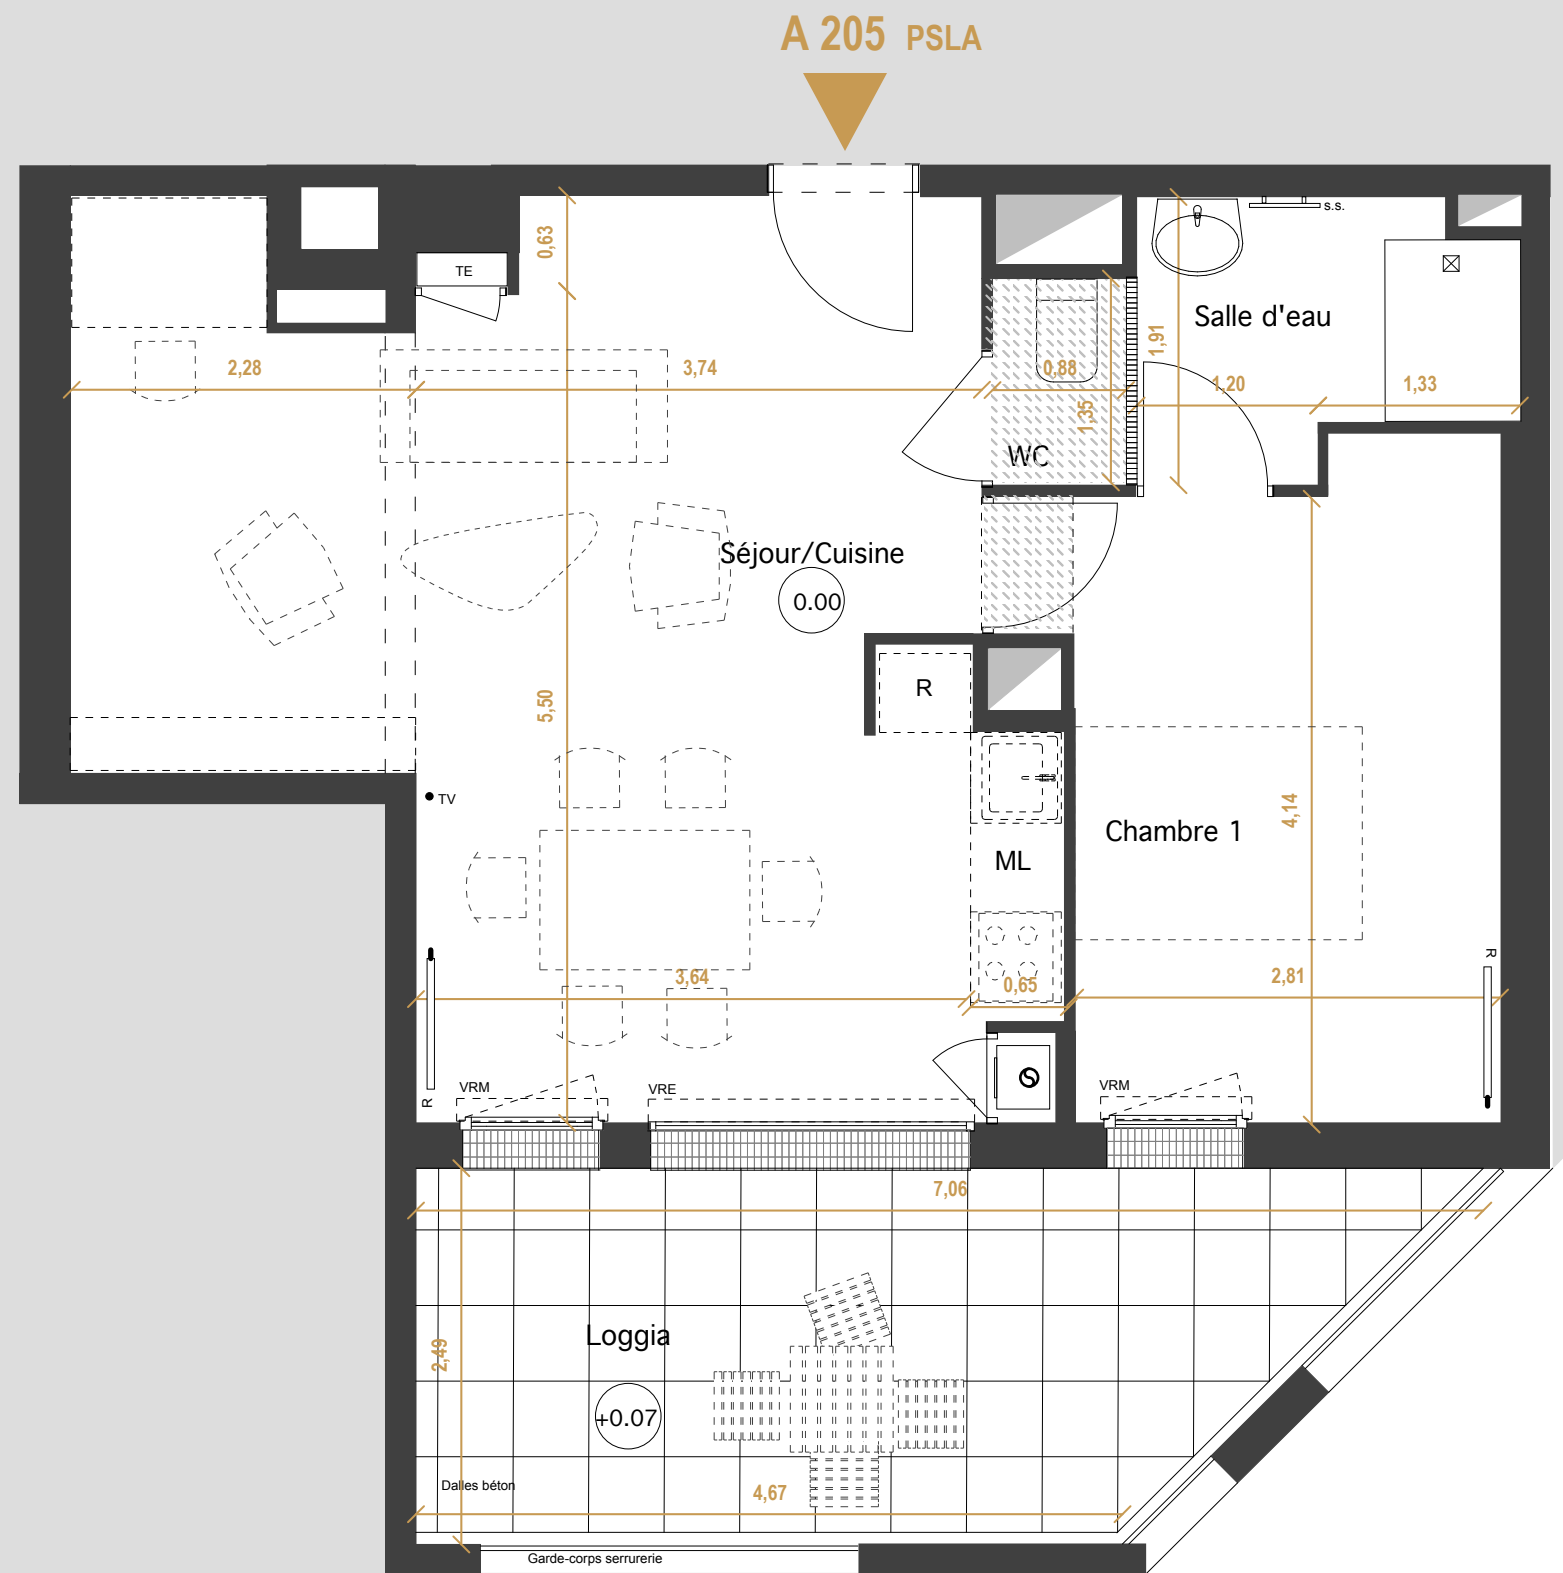 A 205 PSLA
s.s.
0,63
TE
Salle d'eau
1,91
2,28
3,74
0,88
1,20
1,33
1,35
WC
Séjour/Cuisine
0.00
R
5,50
TV
4,14
Chambre 1
ML
3,64
0,65
2,81
R
VRM
VRE
VRM
R
7,06
Loggia
2,49
+0.07
Dalles béton
4,67
Garde-corps serrurerie